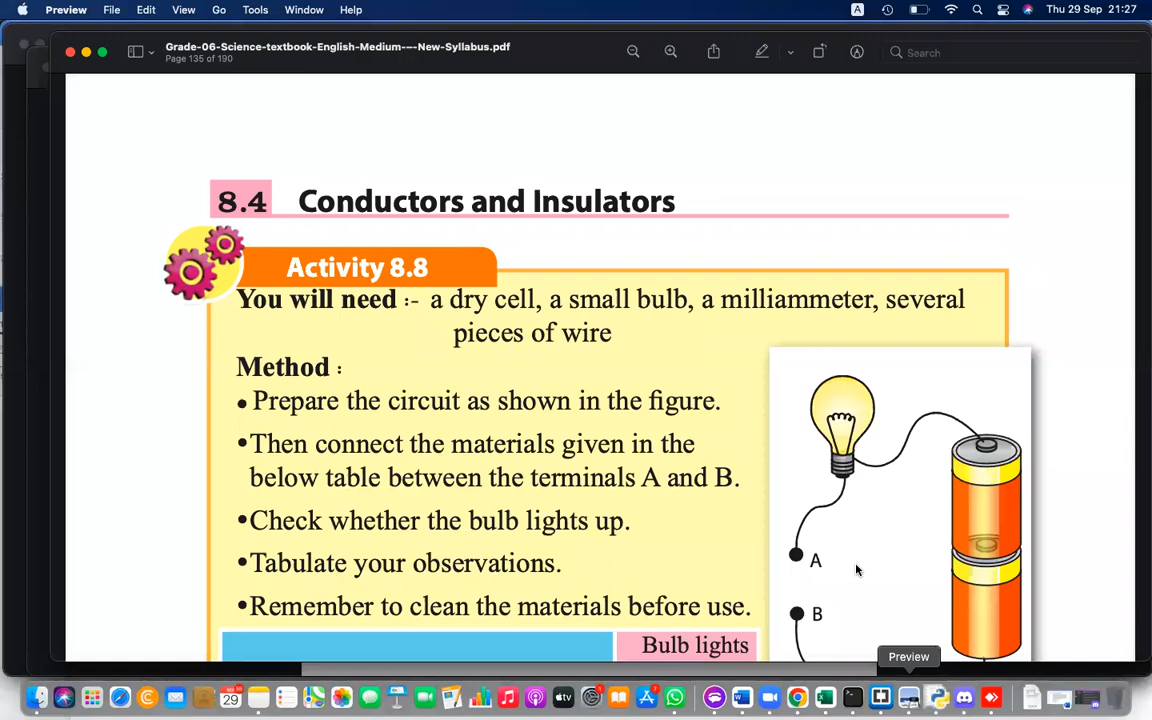 Preview File Edit View Go Tools Window Help
A Thu 29 Sep 21:27
Grade-06-Science-textbook-English-Medium-–-New-Syllabus.pdf
Page 135 of 190
Search
8.4 Conductors and Insulators
Activity 8.8
You will need :- a dry cell, a small bulb, a milliammeter, several
pieces of wire
Method :
• Prepare the circuit as shown in the figure.
•Then connect the materials given in the
below table between the terminals A and B.
•Check whether the bulb lights up.
•Tabulate your observations.
•Remember to clean the materials before use.
A
B
Bulb lights
Preview
29
tv